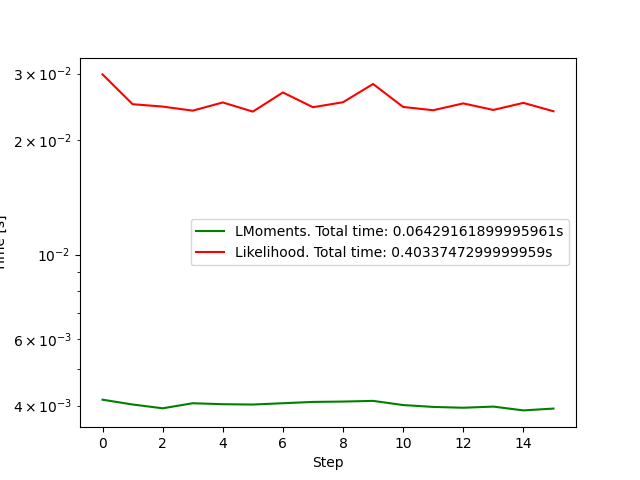 3 × 10⁻²
2 × 10⁻²
10⁻²
6 × 10⁻³
4 × 10⁻³
LMoments. Total time: 0.06429161899995961s
Likelihood. Total time: 0.4033747299999959s
0 2 4 6 8 10 12 14
Step